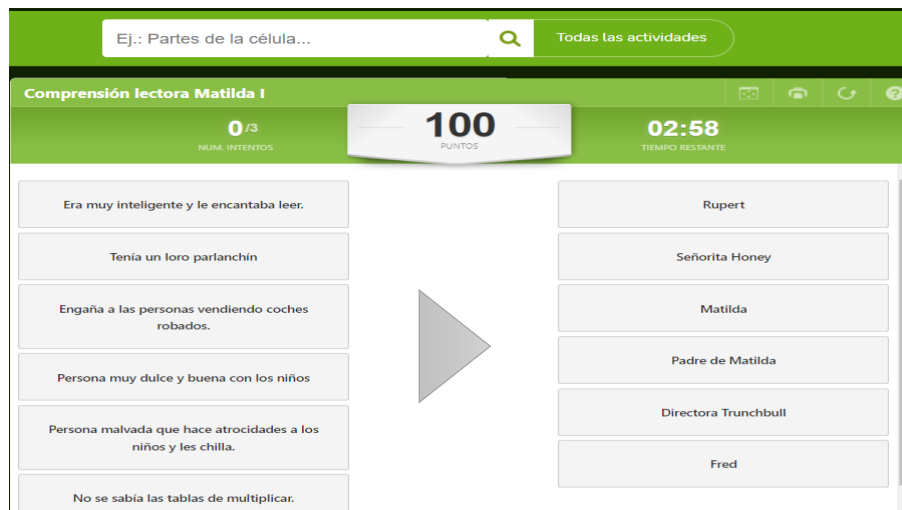 Ej.: Partes de la célula...
Todas las actividades
Comprensión lectora Matilda I
0/3
NUM. INTENTOS
100
PUNTOS
02:58
TIEMPO RESTANTE
Era muy inteligente y le encantaba leer.
Tenía un loro parlanchín
Engaña a las personas vendiendo coches
robados.
Persona muy dulce y buena con los niños
Persona malvada que hace atrocidades a los
niños y les chilla.
No se sabía las tablas de multiplicar.
Rupert
Señorita Honey
Matilda
Padre de Matilda
Directora Trunchbull
Fred